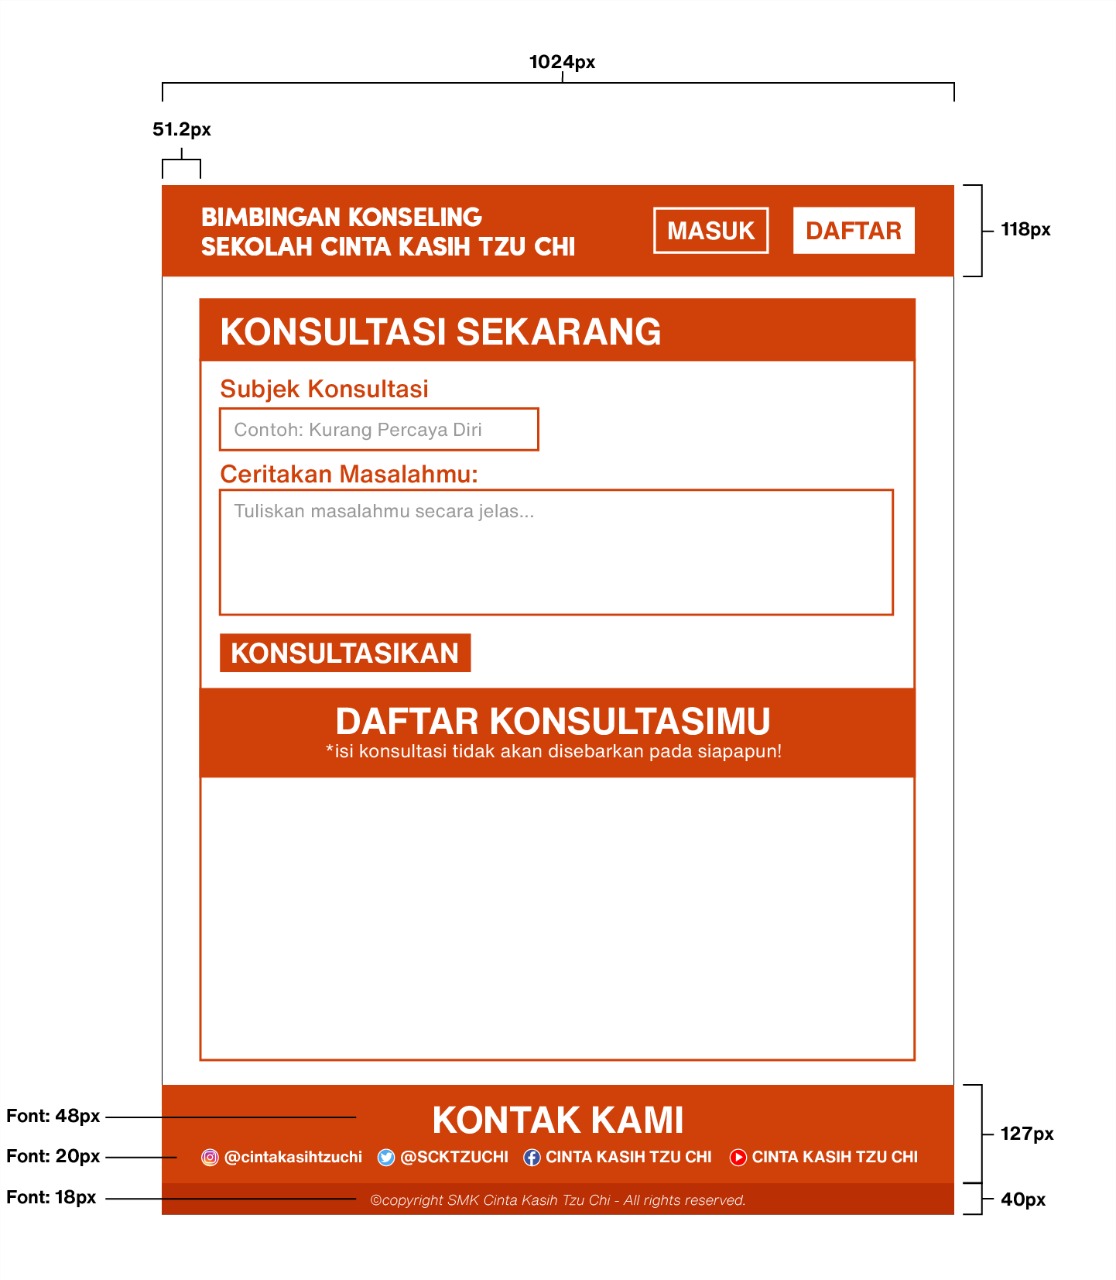 1024px
51.2px
BIMBINGAN KONSELING
SEKOLAH CINTA KASIH TZU CHI
MASUK
DAFTAR
118px
KONSULTASI SEKARANG
Subjek Konsultasi
Contoh: Kurang Percaya Diri
Ceritakan Masalahmu:
Tuliskan masalahmu secara jelas...
KONSULTASIKAN
DAFTAR KONSULTASIMU
*isi konsultasi tidak akan disebarkan pada siapapun!
Font: 48px
KONTAK KAMI
127px
Font: 20px
@cintakasihtzuchi
@SCKTZUCHI
CINTA KASIH TZU CHI
CINTA KASIH TZU CHI
Font: 18px
©copyright SMK Cinta Kasih Tzu Chi - All rights reserved.
40px